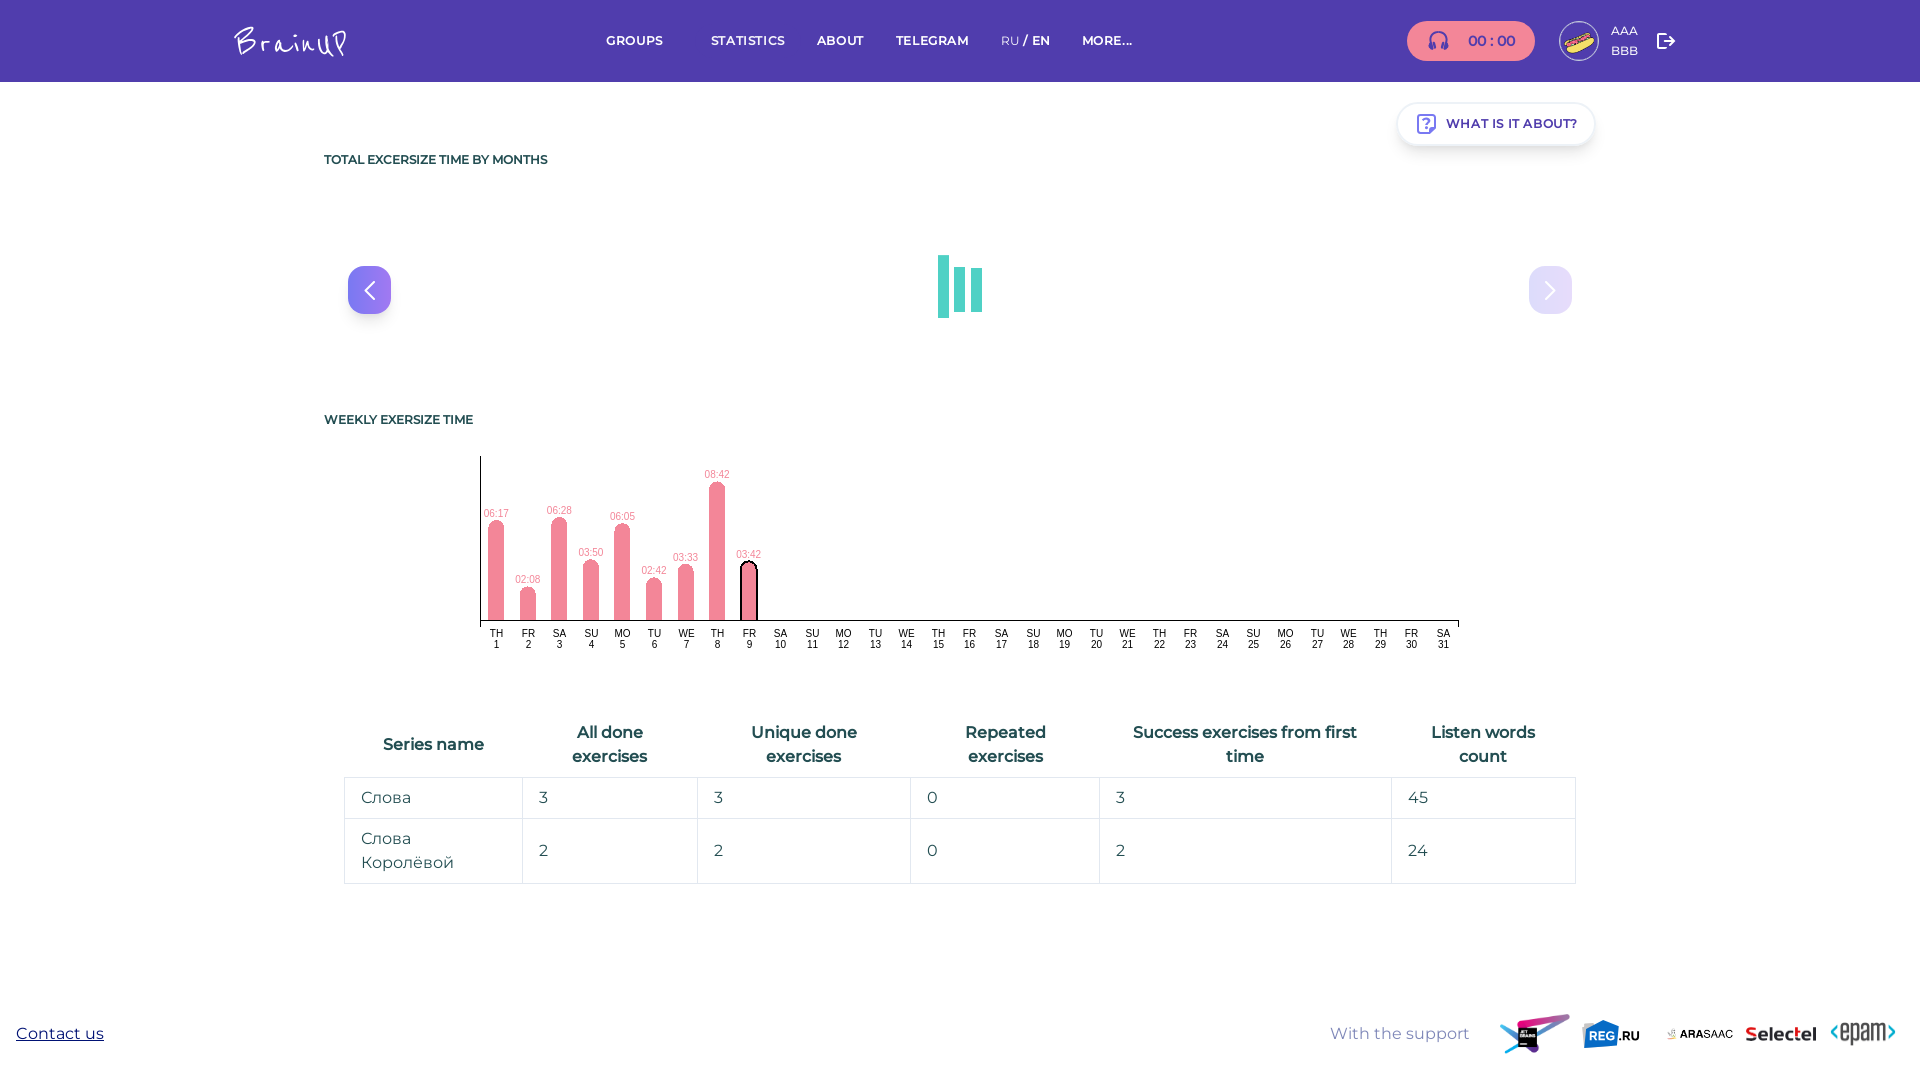 BrainUP
GROUPS
STATISTICS
ABOUT
TELEGRAM
RU / EN
MORE...
00 : 00
AAA
BBB
WHAT IS IT ABOUT?
TOTAL EXCERSIZE TIME BY MONTHS
WEEKLY EXERSIZE TIME
06:17 02:08 06:28 03:50 06:05 02:42 03:33 08:42 03:42
TH FR SA SU MO TU WE TH FR SA SU MO TU WE TH FR SA SU MO TU WE TH FR SA SU MO TU WE TH FR SA
1 2 3 4 5 6 7 8 9 10 11 12 13 14 15 16 17 18 19 20 21 22 23 24 25 26 27 28 29 30 31
Series name
All done
exercises
Unique done
exercises
Repeated
exercises
Success exercises from first
time
Listen words
count
Слова 3 3 0 3 45
Слова
Королёвой
2 2 0 2 24
Contact us
With the support
REG.RU
ARASAAC
Selectel
<epam>